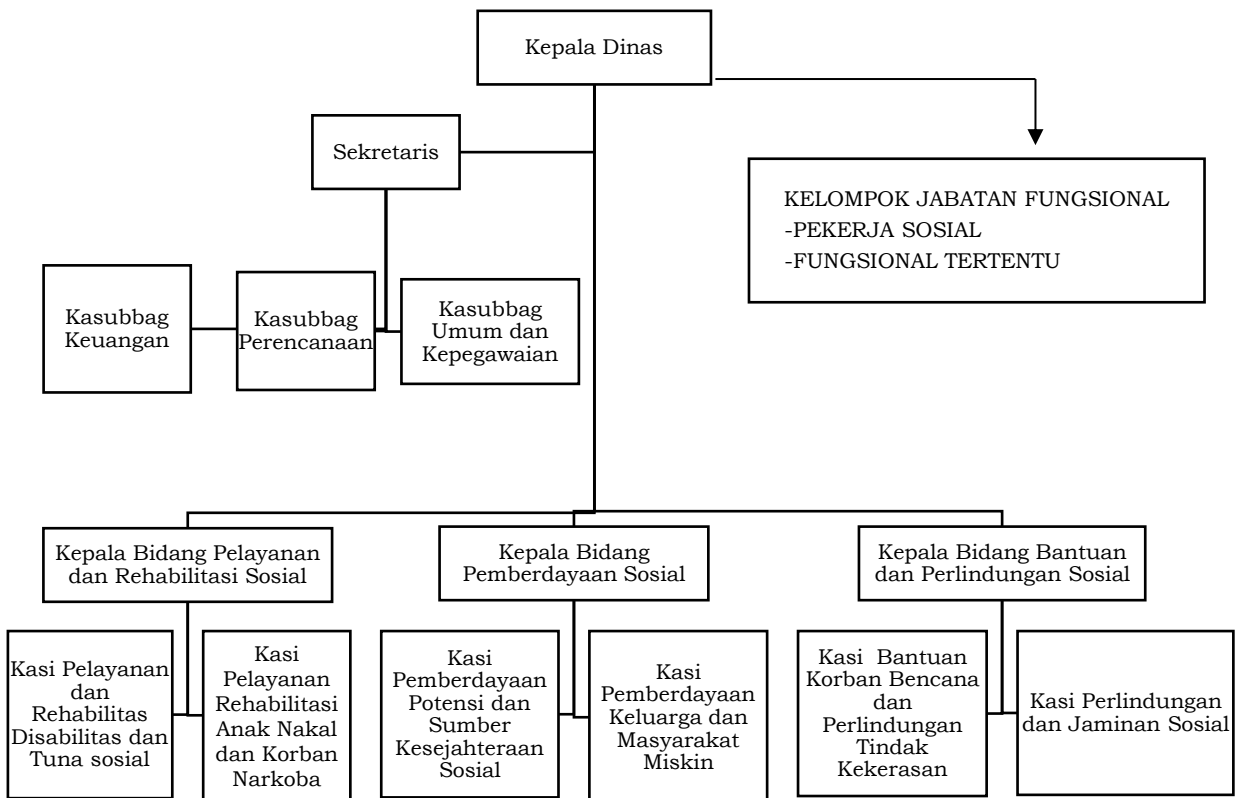 Kepala Dinas
Sekretaris
KELOMPOK JABATAN FUNGSIONAL
-PEKERJA SOSIAL
-FUNGSIONAL TERTENTU
Kasubbag
Keuangan
Kasubbag
Perencanaan
Kasubbag
Umum dan
Kepegawaian
Kepala Bidang Pelayanan
dan Rehabilitasi Sosial
Kepala Bidang
Pemberdayaan Sosial
Kepala Bidang Bantuan
dan Perlindungan Sosial
Kasi Pelayanan
dan
Rehabilitas
Disabilitas dan
Tuna sosial
Kasi
Pelayanan
Rehabilitasi
Anak Nakal
dan Korban
Narkoba
Kasi
Pemberdayaan
Potensi dan
Sumber
Kesejahteraan
Sosial
Kasi
Pemberdayaan
Keluarga dan
Masyarakat
Miskin
Kasi  Bantuan
Korban Bencana
dan
Perlindungan
Tindak
Kekerasan
Kasi Perlindungan
dan Jaminan Sosial